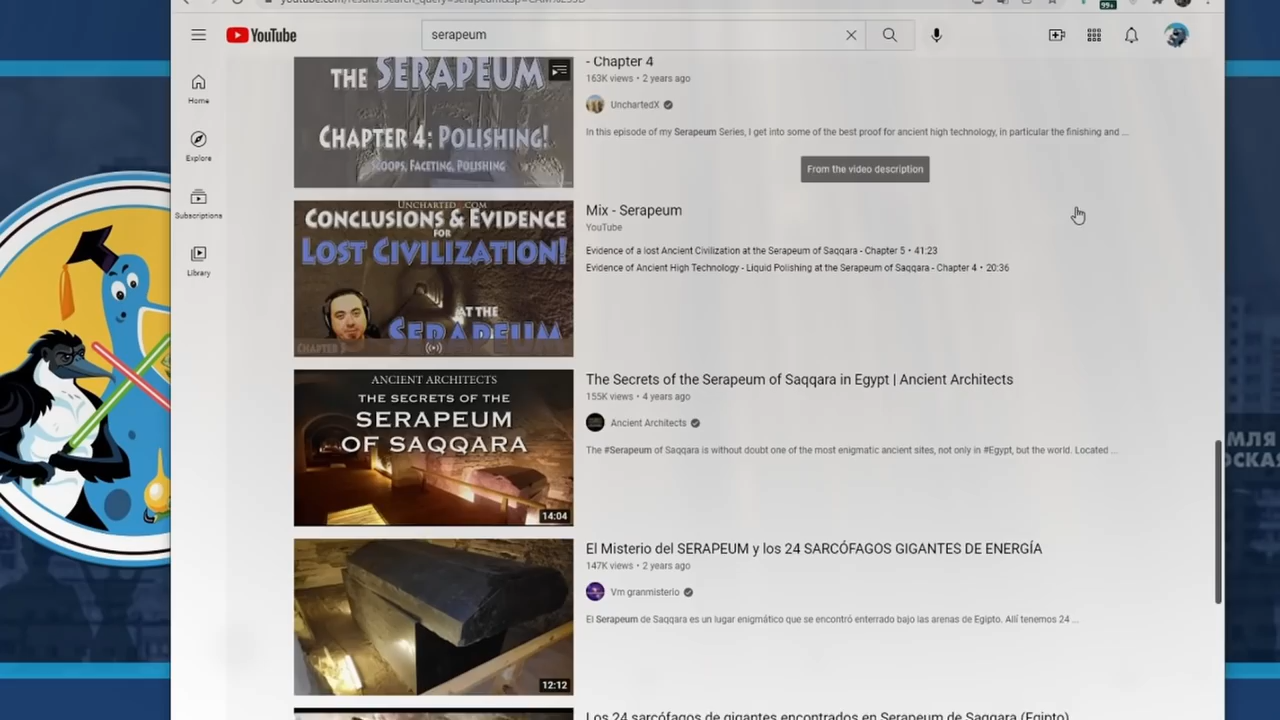 99+
YouTube
serapeum
Home
Explore
Subscriptions
Library
THE SERAPEUM
CHAPTER 4: POLISHING!
SCOOPS, FACETING, POLISHING
- Chapter 4
163K views • 2 years ago
UnchartedX
In this episode of my Serapeum Series, I get into some of the best proof for ancient high technology, in particular the finishing and ...
From the video description
CONCLUSIONS & EVIDENCE
FOR
LOST CIVILIZATION!
AT THE
SERAPEUM
Mix - Serapeum
YouTube
Evidence of a lost Ancient Civilization at the Serapeum of Saqqara - Chapter 5 • 41:23
Evidence of Ancient High Technology - Liquid Polishing at the Serapeum of Saqqara - Chapter 4 • 20:36
ANCIENT ARCHITECTS
THE SECRETS OF THE
SERAPEUM
OF SAQQARA
14:04
The Secrets of the Serapeum of Saqqara in Egypt | Ancient Architects
155K views • 4 years ago
Ancient Architects
The #Serapeum of Saqqara is without doubt one of the most enigmatic ancient sites, not only in #Egypt, but the world. Located ...
12:12
El Misterio del SERAPEUM y los 24 SARCÓFAGOS GIGANTES DE ENERGÍA
147K views • 2 years ago
Vm granmisterio
El Serapeum de Saqqara es un lugar enigmático que se encontró enterrado bajo las arenas de Egipto. Allí tenemos 24 ...
Los 24 sarcófagos de gigantes encontrados en Serapeum de Saqqara (Egipto)